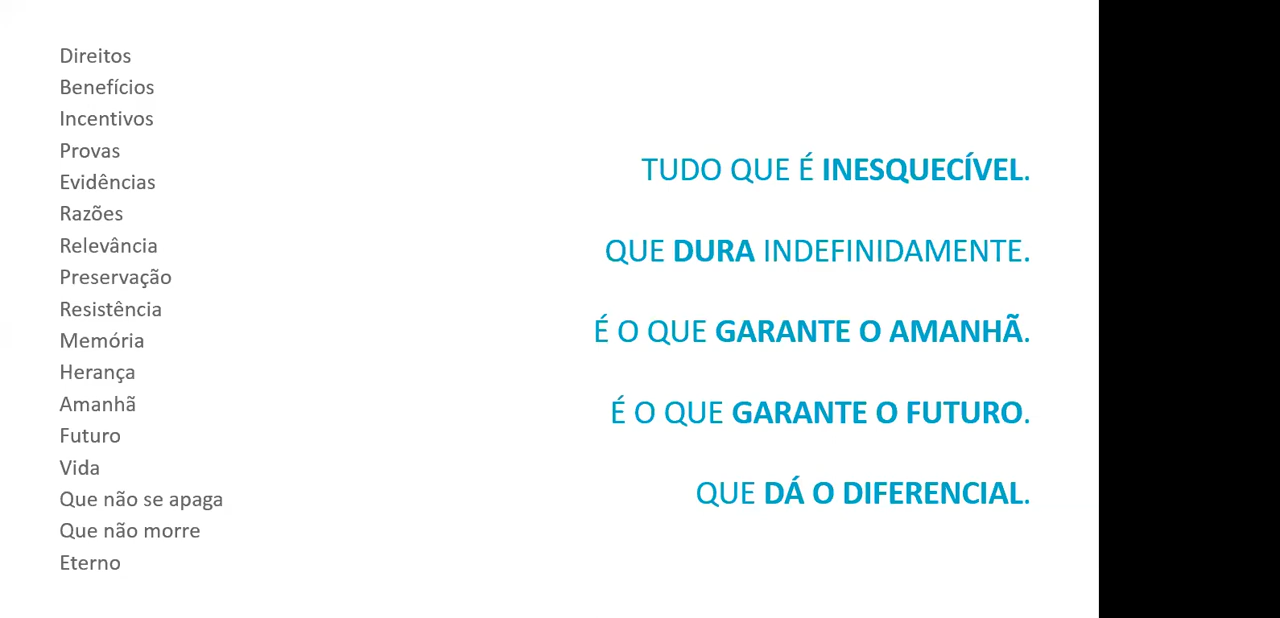 Direitos
Benefícios
Incentivos
Provas
Evidências
Razões
Relevância
Preservação
Resistência
Memória
Herança
Amanhã
Futuro
Vida
Que não se apaga
Que não morre
Eterno
TUDO QUE É INESQUECÍVEL.
QUE DURA INDEFINIDAMENTE.
É O QUE GARANTE O AMANHÃ.
É O QUE GARANTE O FUTURO.
QUE DÁ O DIFERENCIAL.